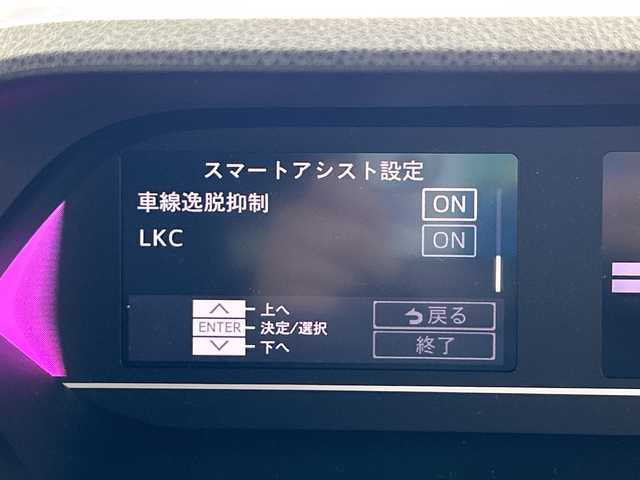 スマートアシスト設定
車線逸脱抑制 ON
LKC ON
上へ
ENTER 決定/選択
下へ
戻る
終了